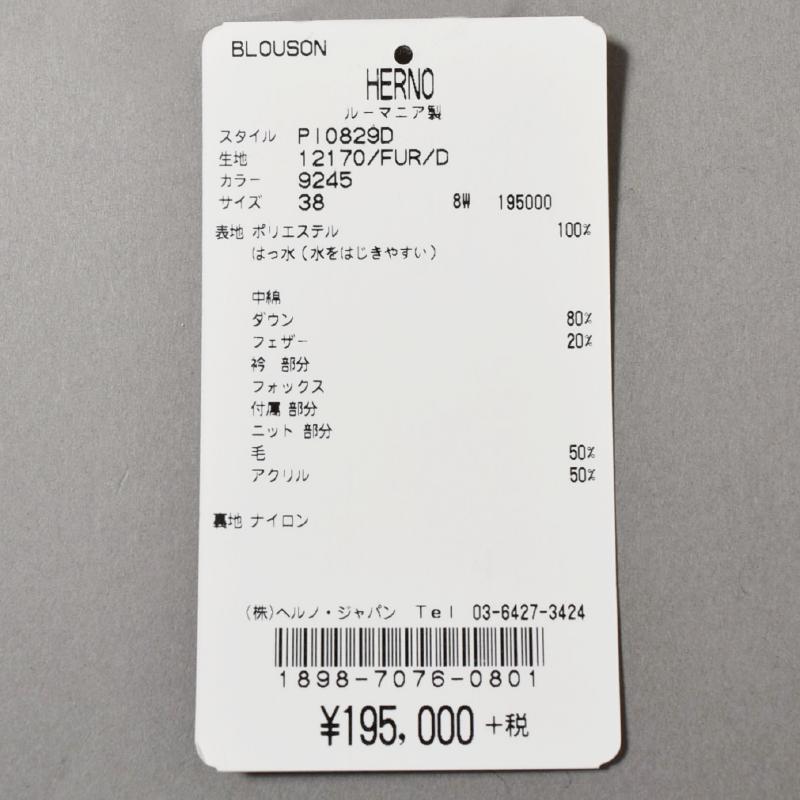 BLOUSON
HERNO
ルーマニア製
スタイル PI0829D
生地 12170/FUR/D
カラー 9245
サイズ 38 8W 195000
表地 ポリエステル 100%
はっ水(水をはじきやすい)
中綿
ダウン 80%
フェザー 20%
衿 部分
フォックス
付属 部分
ニット 部分
毛 50%
アクリル 50%
裏地 ナイロン
(株)ヘルノ・ジャパン Tel 03-6427-3424
1898-7076-0801
¥195,000 +税